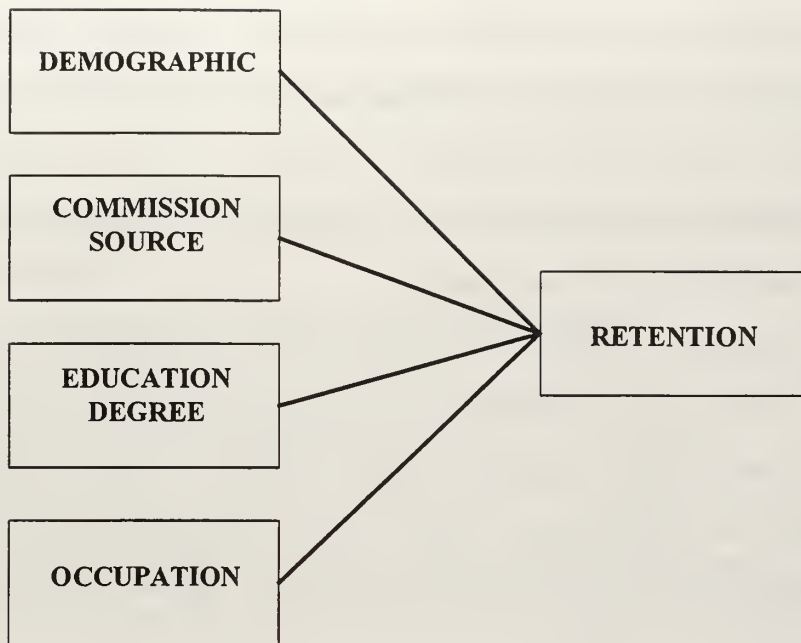 DEMOGRAPHIC
COMMISSION
SOURCE
EDUCATION
DEGREE
OCCUPATION
RETENTION